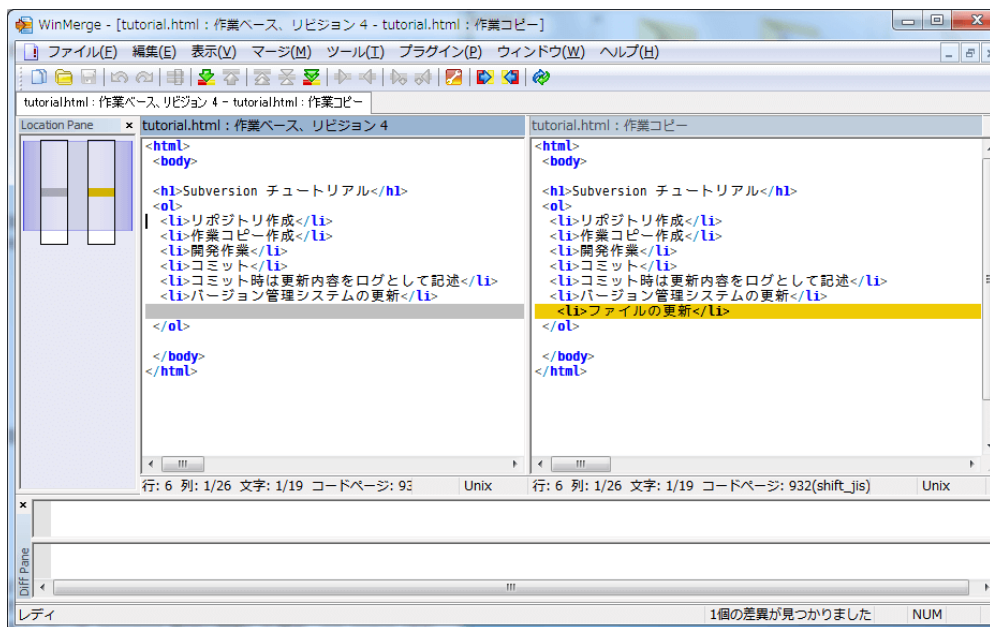 WinMerge - [tutorial.html : 作業ベース、リビジョン 4 - tutorial.html : 作業コピー]
ファイル(F) 編集(E) 表示(V) マージ(M) ツール(T) プラグイン(P) ウィンドウ(W) ヘルプ(H)
tutorial.html : 作業ベース、リビジョン 4 - tutorial.html : 作業コピー
Location Pane
tutorial.html : 作業ベース、リビジョン 4
<html>
<body>
<h1>Subversion チュートリアル</h1>
<ol>
<li>リポジトリ作成</li>
<li>作業コピー作成</li>
<li>開発作業</li>
<li>コミット</li>
<li>コミット時は更新内容をログとして記述</li>
<li>バージョン管理システムの更新</li>
</ol>
</body>
</html>
行: 6 列: 1/26 文字: 1/19 コードページ: 93
Unix
tutorial.html : 作業コピー
<html>
<body>
<h1>Subversion チュートリアル</h1>
<ol>
<li>リポジトリ作成</li>
<li>作業コピー作成</li>
<li>開発作業</li>
<li>コミット</li>
<li>コミット時は更新内容をログとして記述</li>
<li>バージョン管理システムの更新</li>
<li>ファイルの更新</li>
</ol>
</body>
</html>
行: 6 列: 1/26 文字: 1/19 コードページ: 932(shift_jis)
Unix
Diff Pane
レディ
1個の差異が見つかりました
NUM